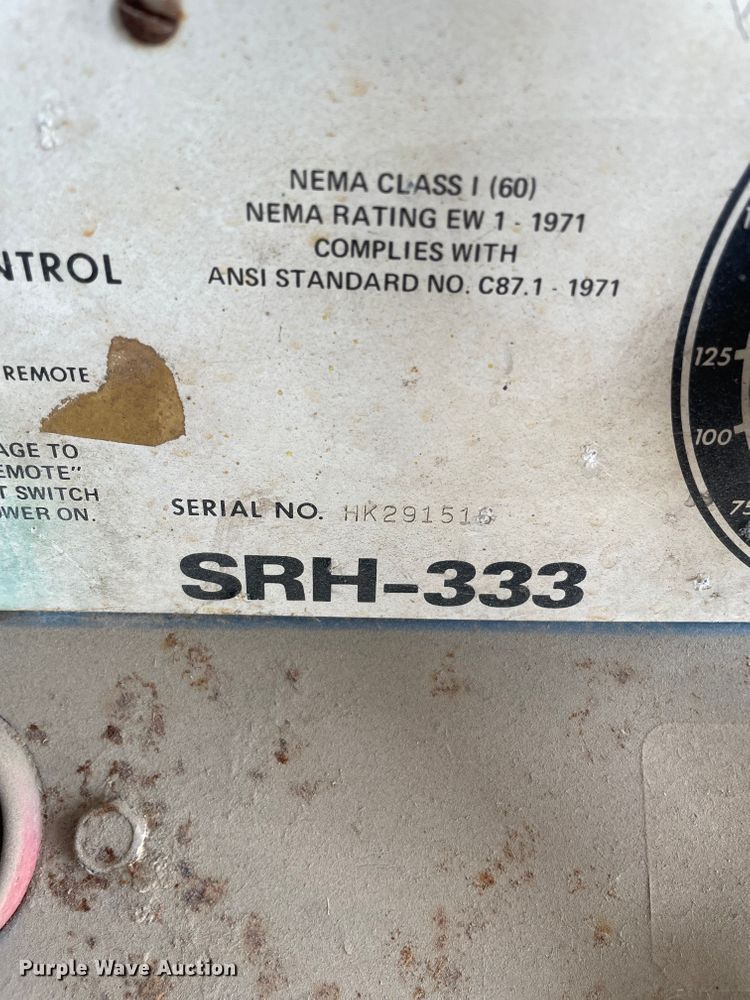 NEMA CLASS I (60)
NEMA RATING EW 1 - 1971
COMPLIES WITH
ANSI STANDARD NO. C87.1 - 1971
NTROL
REMOTE
AGE TO
EMOTE"
T SWITCH
OWER ON.
125
100
75
SERIAL NO.
SRH-333
Purple Wave Auction